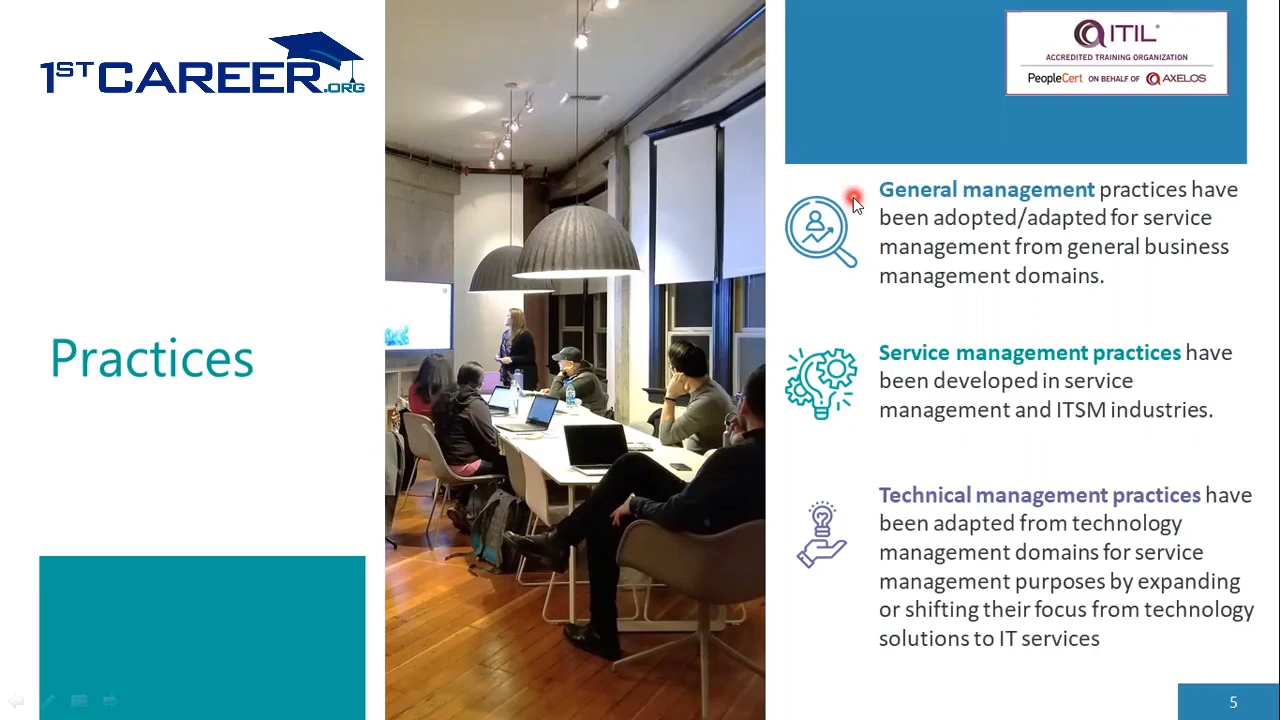 1STCAREER.ORG
ITIL®
ACCREDITED TRAINING ORGANIZATION
PeopleCert ON BEHALF OF AXELOS
Practices
General management practices have
been adopted/adapted for service
management from general business
management domains.
Service management practices have
been developed in service
management and ITSM industries.
Technical management practices have
been adapted from technology
management domains for service
management purposes by expanding
or shifting their focus from technology
solutions to IT services
5